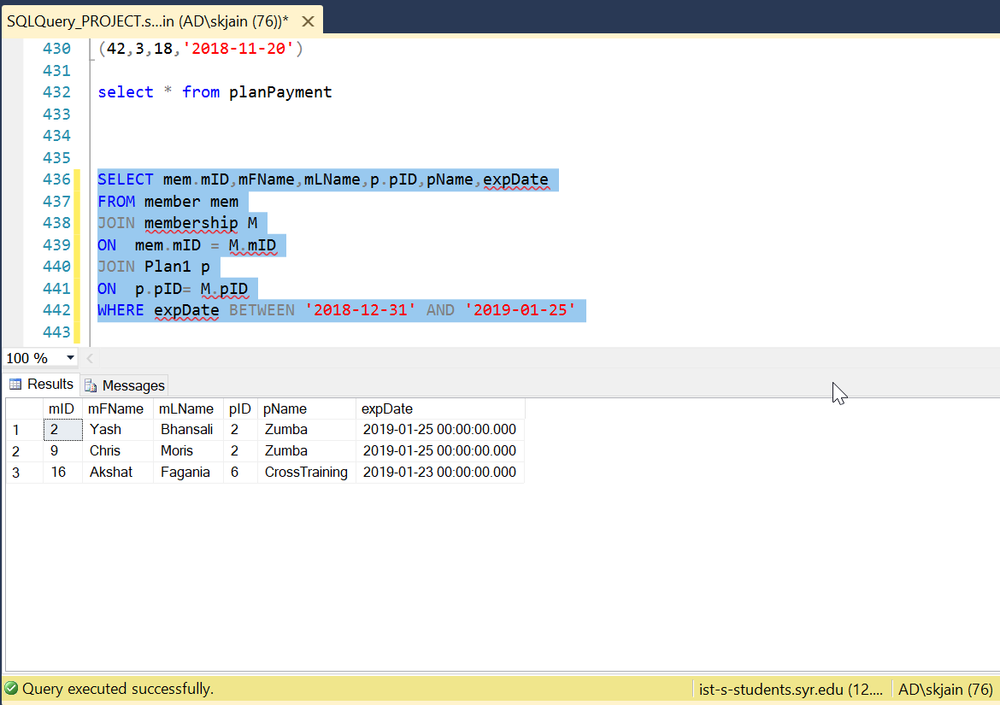 SQLQuery_PROJECT.s...in (AD\skjain (76))*
430 (42,3,18,'2018-11-20')
431
432 select * from planPayment
433
434
435
436 SELECT mem.mID,mFName,mLName,p.pID,pName,expDate
437 FROM member mem
438 JOIN membership M
439 ON  mem.mID = M.mID
440 JOIN Plan1 p
441 ON  p.pID= M.pID
442 WHERE expDate BETWEEN '2018-12-31' AND '2019-01-25'
443
100 %
Results Messages
mID mFName mLName pID pName expDate
1 2 Yash Bhansali 2 Zumba 2019-01-25 00:00:00.000
2 9 Chris Moris 2 Zumba 2019-01-25 00:00:00.000
3 16 Akshat Fagania 6 CrossTraining 2019-01-23 00:00:00.000
Query executed successfully. ist-s-students.syr.edu (12.... AD\skjain (76)